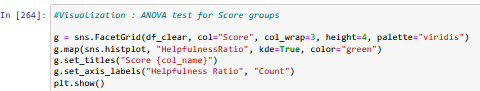 In [264]: #Visualization : ANOVA test for Score groups
g = sns.FacetGrid(df_clear, col="Score", col_wrap=3, height=4, palette="viridis")
g.map(sns.histplot, "HelpfulnessRatio", kde=True, color="green")
g.set_titles("Score {col_name}")
g.set_axis_labels("Helpfulness Ratio", "Count")
plt.show()